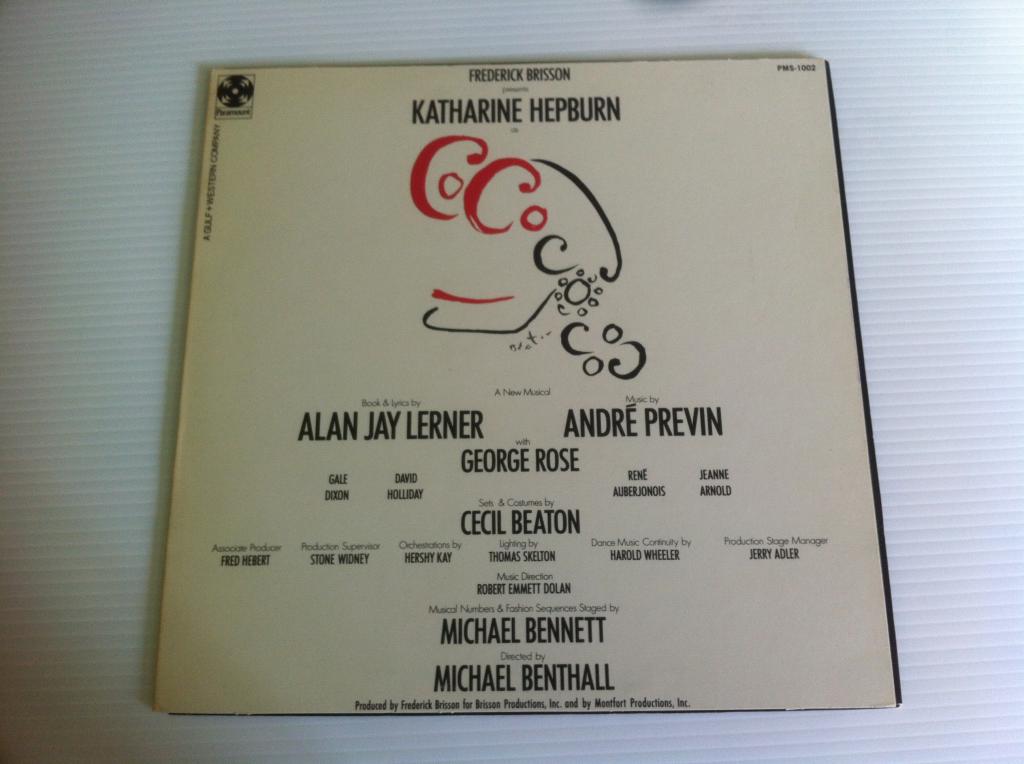 FREDERICK BRISSON
PMS-1002
presents
Paramount
A GULF+WESTERN COMPANY
KATHARINE HEPBURN
as
CoCo
A New Musical
Book & Lyrics by
Music by
ALAN JAY LERNER
ANDRÉ PREVIN
with
GEORGE ROSE
GALE DIXON
DAVID HOLLIDAY
RENÉ AUBERJONOIS
JEANNE ARNOLD
Sets & Costumes by
CECIL BEATON
Associate Producer
FRED HEBERT
Production Supervisor
STONE WIDNEY
Orchestrations by
HERSHY KAY
Lighting by
THOMAS SKELTON
Dance Music Continuity by
HAROLD WHEELER
Production Stage Manager
JERRY ADLER
Music Direction
ROBERT EMMETT DOLAN
Musical Numbers & Fashion Sequences Staged by
MICHAEL BENNETT
Directed by
MICHAEL BENTHALL
Produced by Frederick Brisson for Brisson Productions, Inc. and by Montfort Productions, Inc.